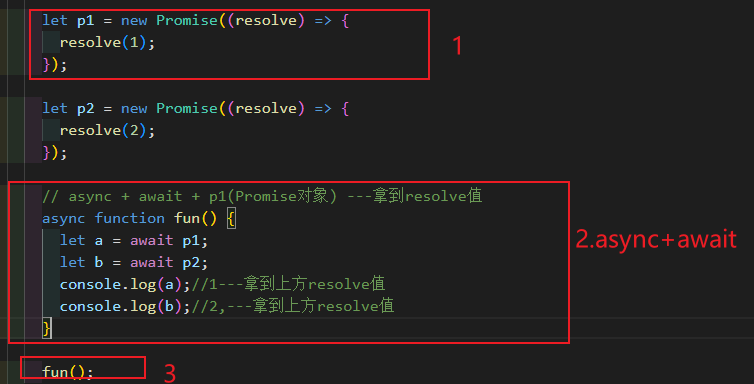 let p1 = new Promise((resolve) => {
resolve(1);
});
1
let p2 = new Promise((resolve) => {
resolve(2);
});
// async + await + p1(Promise对象) ---拿到resolve值
async function fun() {
let a = await p1;
let b = await p2;
console.log(a);//1---拿到上方resolve值
console.log(b);//2,---拿到上方resolve值
}
2.async+await
fun();
3